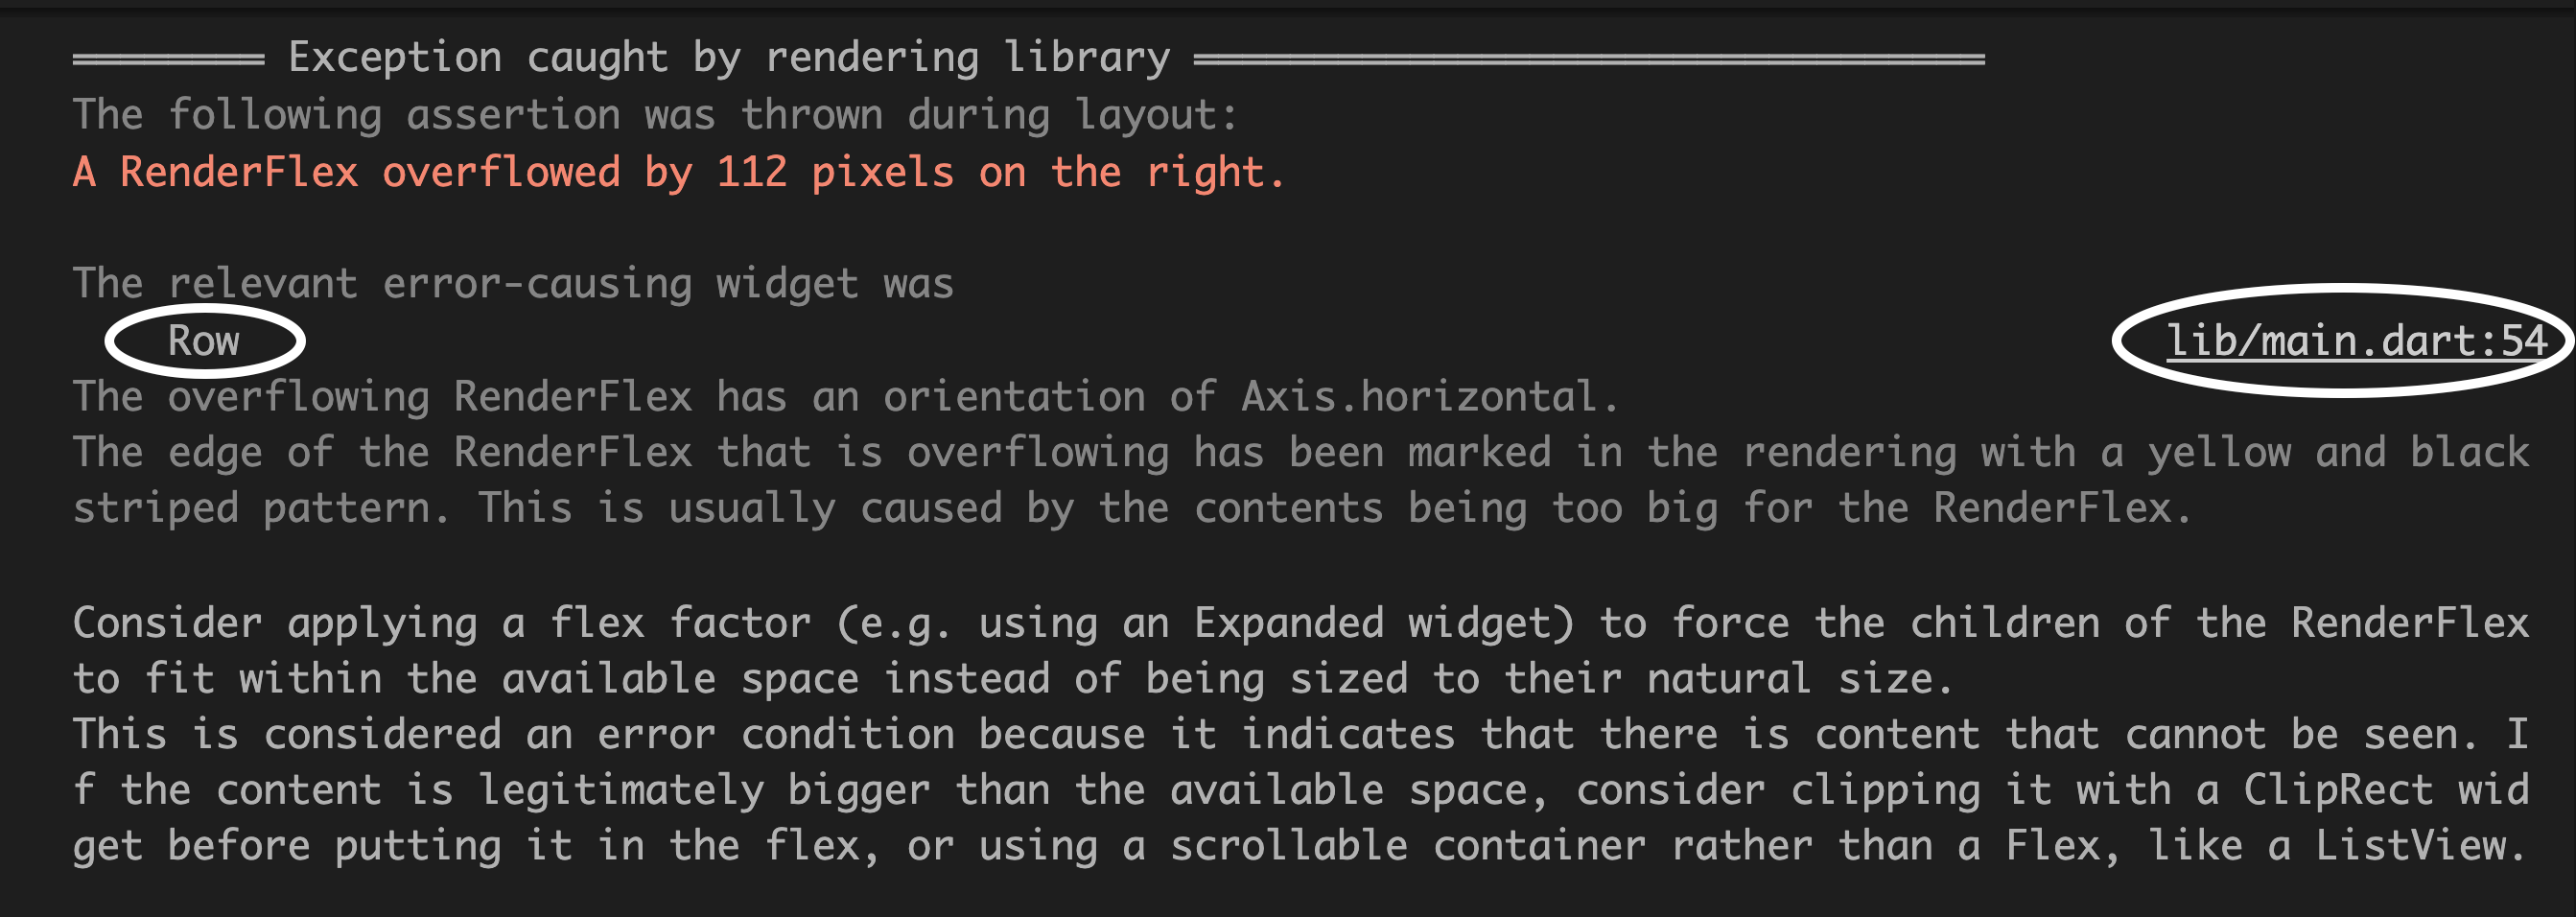 ════════ Exception caught by rendering library ═════════════════════════════════
The following assertion was thrown during layout:
A RenderFlex overflowed by 112 pixels on the right.
The relevant error-causing widget was
Row lib/main.dart:54
The overflowing RenderFlex has an orientation of Axis.horizontal.
The edge of the RenderFlex that is overflowing has been marked in the rendering with a yellow and black
striped pattern. This is usually caused by the contents being too big for the RenderFlex.
Consider applying a flex factor (e.g. using an Expanded widget) to force the children of the RenderFlex
to fit within the available space instead of being sized to their natural size.
This is considered an error condition because it indicates that there is content that cannot be seen. I
f the content is legitimately bigger than the available space, consider clipping it with a ClipRect wid
get before putting it in the flex, or using a scrollable container rather than a Flex, like a ListView.